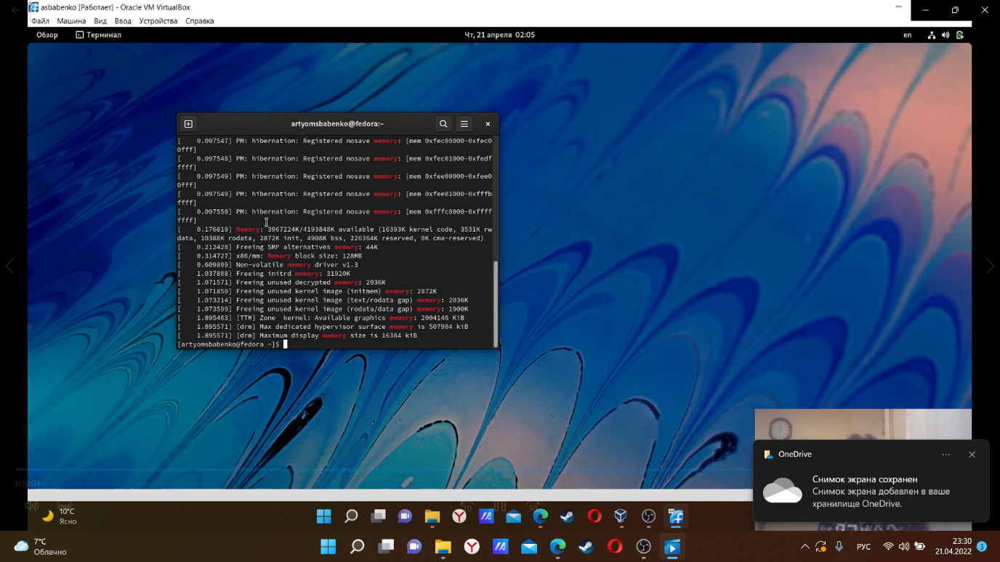 asbabenko [Работает] - Oracle VM VirtualBox
Файл Машина Вид Ввод Устройства Справка
Обзор Терминал Чт, 21 апреля 02:05 en
artyomsbabenko@fedora:~
[    0.097547] PM: hibernation: Registered nosave memory: [mem 0xfec00000-0xfec0
0fff]
[    0.097548] PM: hibernation: Registered nosave memory: [mem 0xfec01000-0xfedf
ffff]
[    0.097549] PM: hibernation: Registered nosave memory: [mem 0xfee00000-0xfee0
0fff]
[    0.097549] PM: hibernation: Registered nosave memory: [mem 0xfee01000-0xfffb
ffff]
[    0.097550] PM: hibernation: Registered nosave memory: [mem 0xfffc0000-0xffff
ffff]
[    0.176819] Memory: 3967224K/4193848K available (16393K kernel code, 3531K rw
data, 10388K rodata, 2872K init, 4908K bss, 226364K reserved, 0K cma-reserved)
[    0.212428] Freeing SMP alternatives memory: 44K
[    0.314727] x86/mm: Memory block size: 128MB
[    0.609809] Non-volatile memory driver v1.3
[    1.037808] Freeing initrd memory: 31920K
[    1.071571] Freeing unused decrypted memory: 2036K
[    1.071850] Freeing unused kernel image (initmem) memory: 2872K
[    1.073214] Freeing unused kernel image (text/rodata gap) memory: 2036K
[    1.073599] Freeing unused kernel image (rodata/data gap) memory: 1900K
[    1.895463] [TTM] Zone  kernel: Available graphics memory: 2004146 KiB
[    1.895571] [drm] Max dedicated hypervisor surface memory is 507904 kiB
[    1.895571] [drm] Maximum display memory size is 16384 kiB
[artyomsbabenko@fedora ~]$
OneDrive
Снимок экрана сохранен
Снимок экрана добавлен в ваше
хранилище OneDrive.
0:50:04
10 30
10°C
Ясно
7°C
Облачно
РУС
23:30
21.04.2022
3